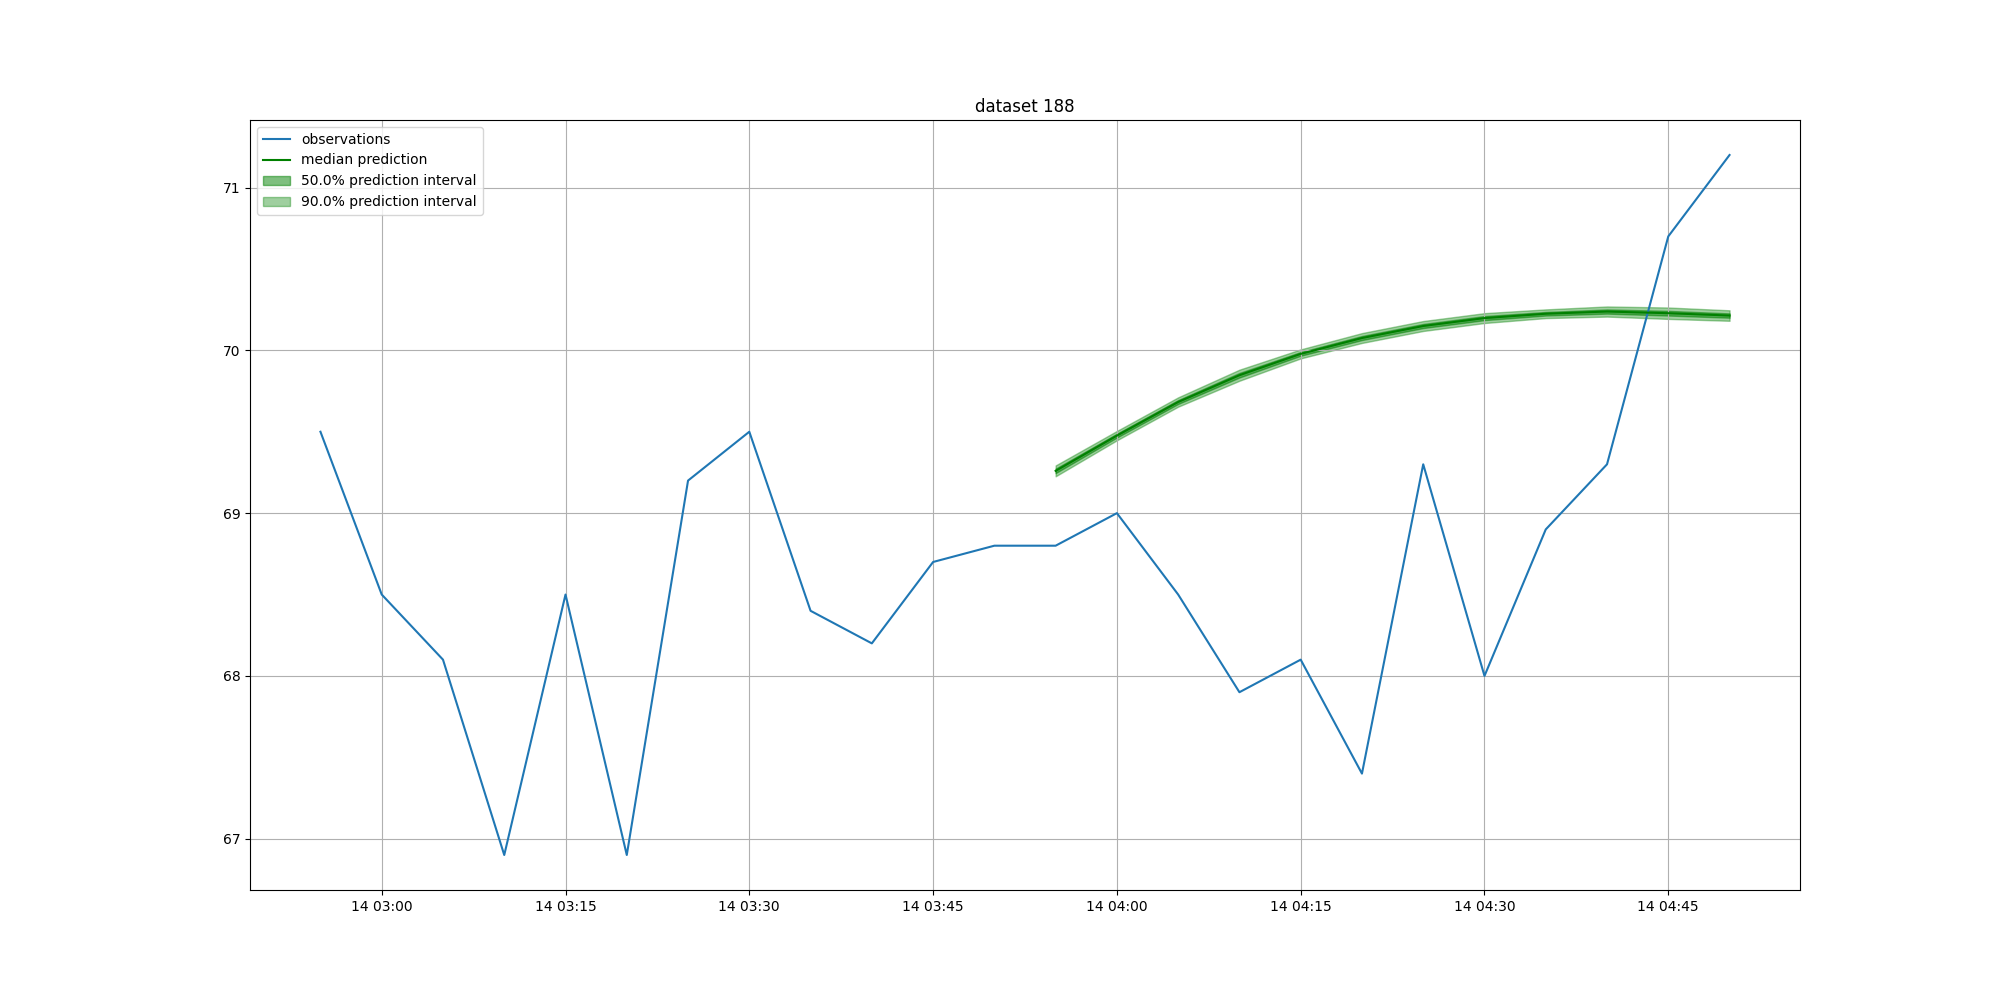 dataset 188
observations
median prediction
50.0% prediction interval
90.0% prediction interval
71
70
69
68
67
14 03:00
14 03:15
14 03:30
14 03:45
14 04:00
14 04:15
14 04:30
14 04:45